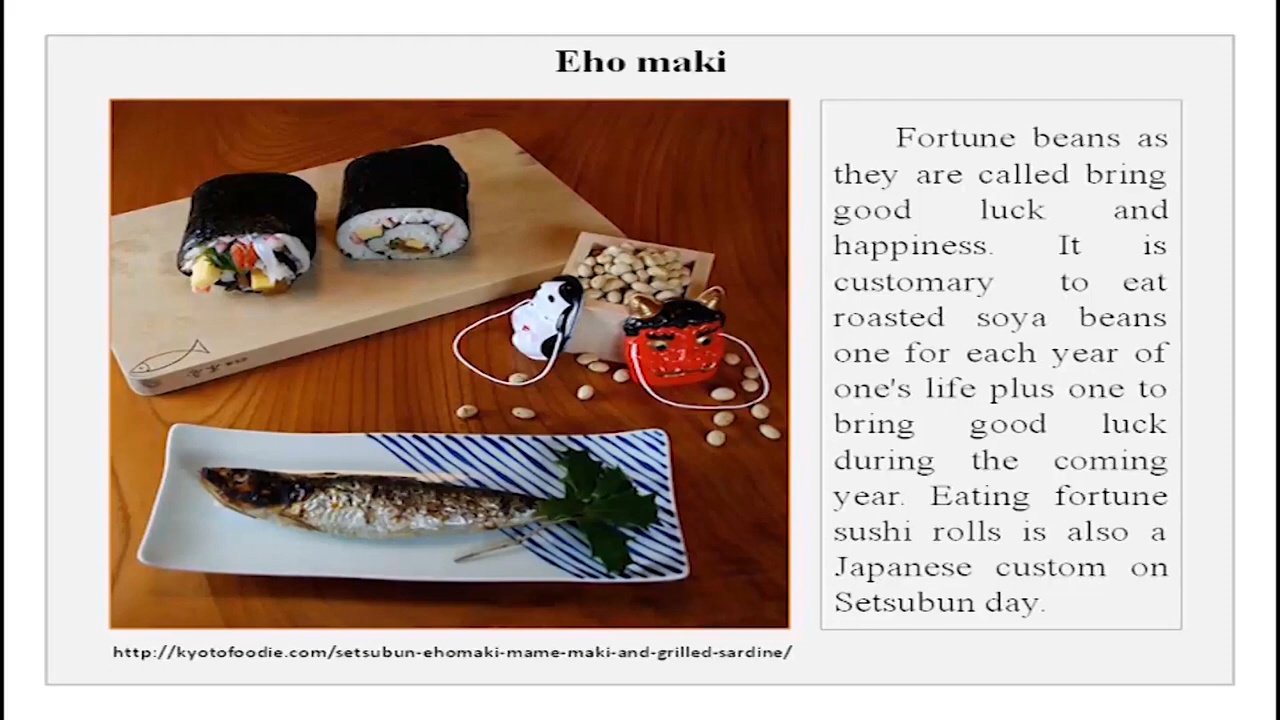 Eho maki
Fortune beans as
they are called bring
good luck and
happiness. It is
customary to eat
roasted soya beans
one for each year of
one's life plus one to
bring good luck
during the coming
year. Eating fortune
sushi rolls is also a
Japanese custom on
Setsubun day.
http://kyotofoodie.com/setsubun-ehomaki-mame-maki-and-grilled-sardine/